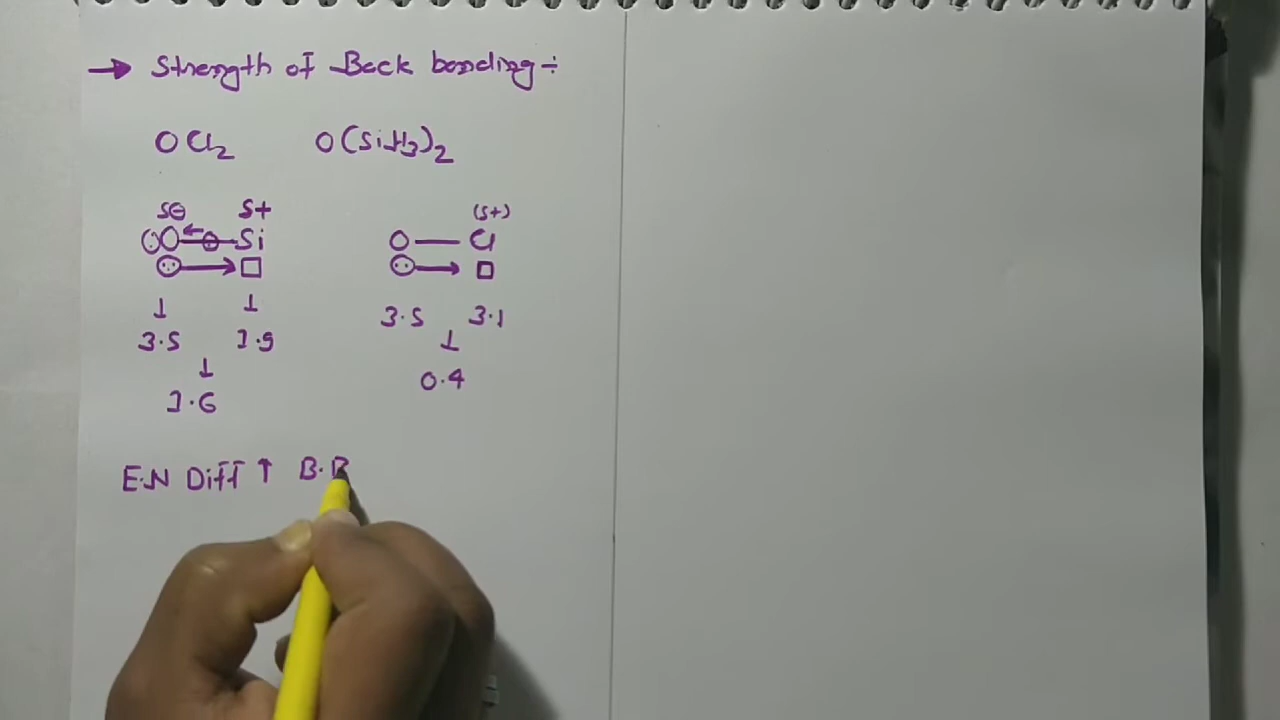 → Strength of Back bonding÷
OCl2 O(SiH3)2
δ⊖ δ+ (δ+)
O Si O — Cl
3.5 1.9 3.5 3.1
1.6 0.4
E.N Diff ↑ B.B